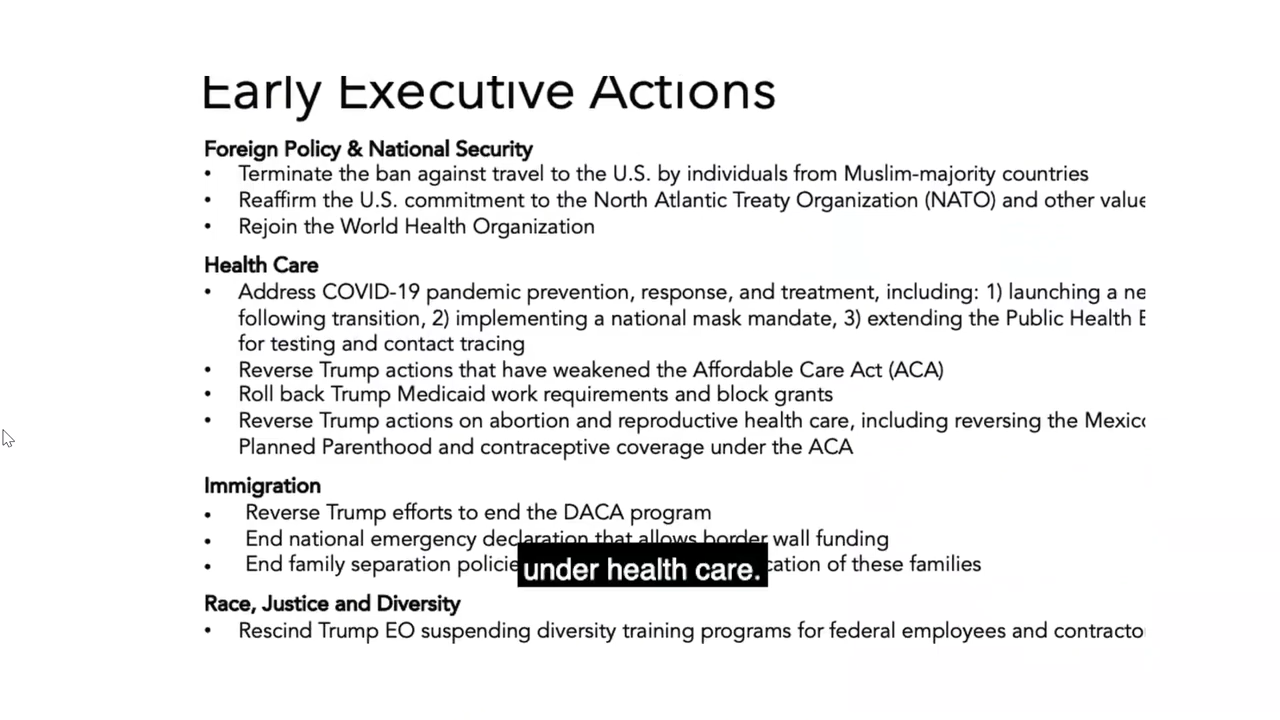 Early Executive Actions
Foreign Policy & National Security
• Terminate the ban against travel to the U.S. by individuals from Muslim-majority countries
• Reaffirm the U.S. commitment to the North Atlantic Treaty Organization (NATO) and other
• Rejoin the World Health Organization
Health Care
• Address COVID-19 pandemic prevention, response, and treatment, including: 1) launching a
following transition, 2) implementing a national mask mandate, 3) extending the Public Health
for testing and contact tracing
• Reverse Trump actions that have weakened the Affordable Care Act (ACA)
• Roll back Trump Medicaid work requirements and block grants
• Reverse Trump actions on abortion and reproductive health care, including reversing the
Planned Parenthood and contraceptive coverage under the ACA
Immigration
• Reverse Trump efforts to end the DACA program
• End national emergency declaration that allows border wall funding
• End family separation of these families
under health care.
Race, Justice and Diversity
• Rescind Trump EO suspending diversity training programs for federal employees and